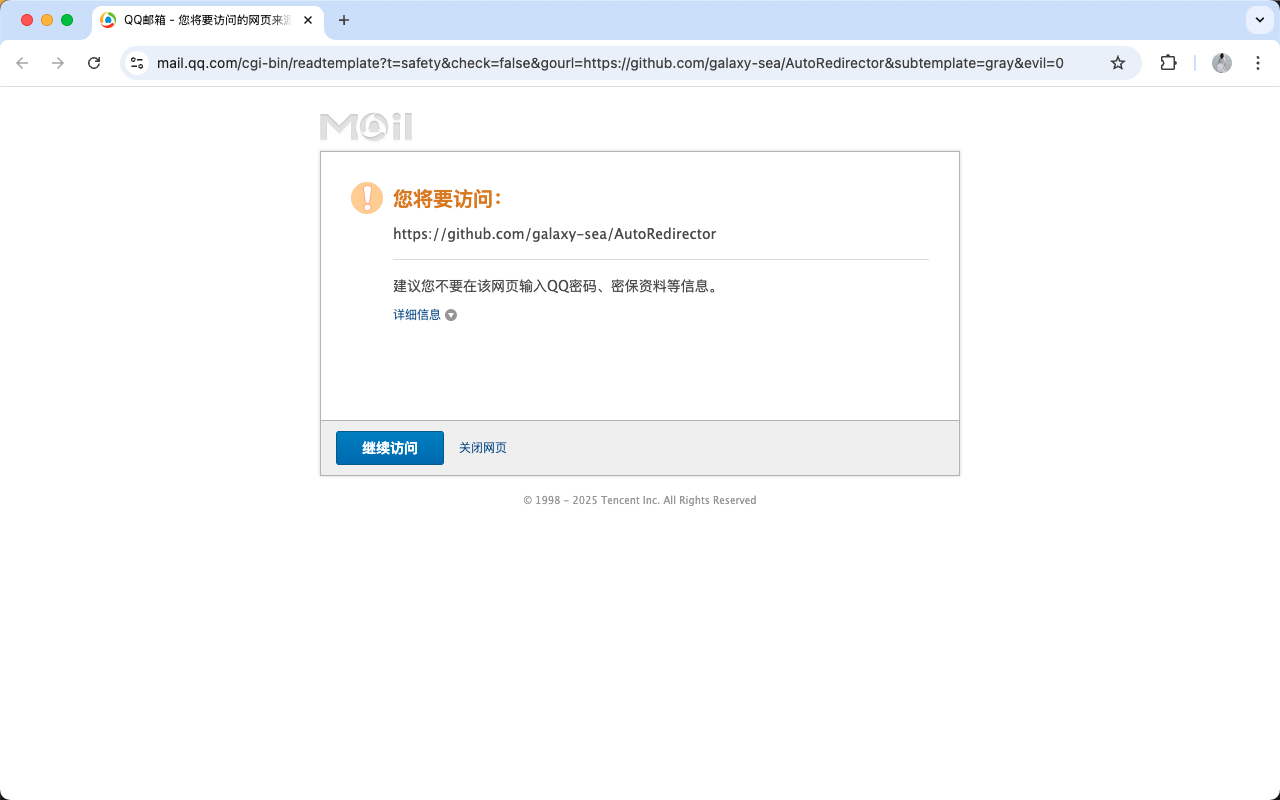 QQ邮箱 - 您将要访问的网页来
mail.qq.com/cgi-bin/readtemplate?t=safety&check=false&gourl=https://github.com/galaxy-sea/AutoRedirector&subtemplate=gray&evil=0
Mail
您将要访问：
https://github.com/galaxy-sea/AutoRedirector
建议您不要在该网页输入QQ密码、密保资料等信息。
详细信息
继续访问 关闭网页
© 1998 - 2025 Tencent Inc. All Rights Reserved